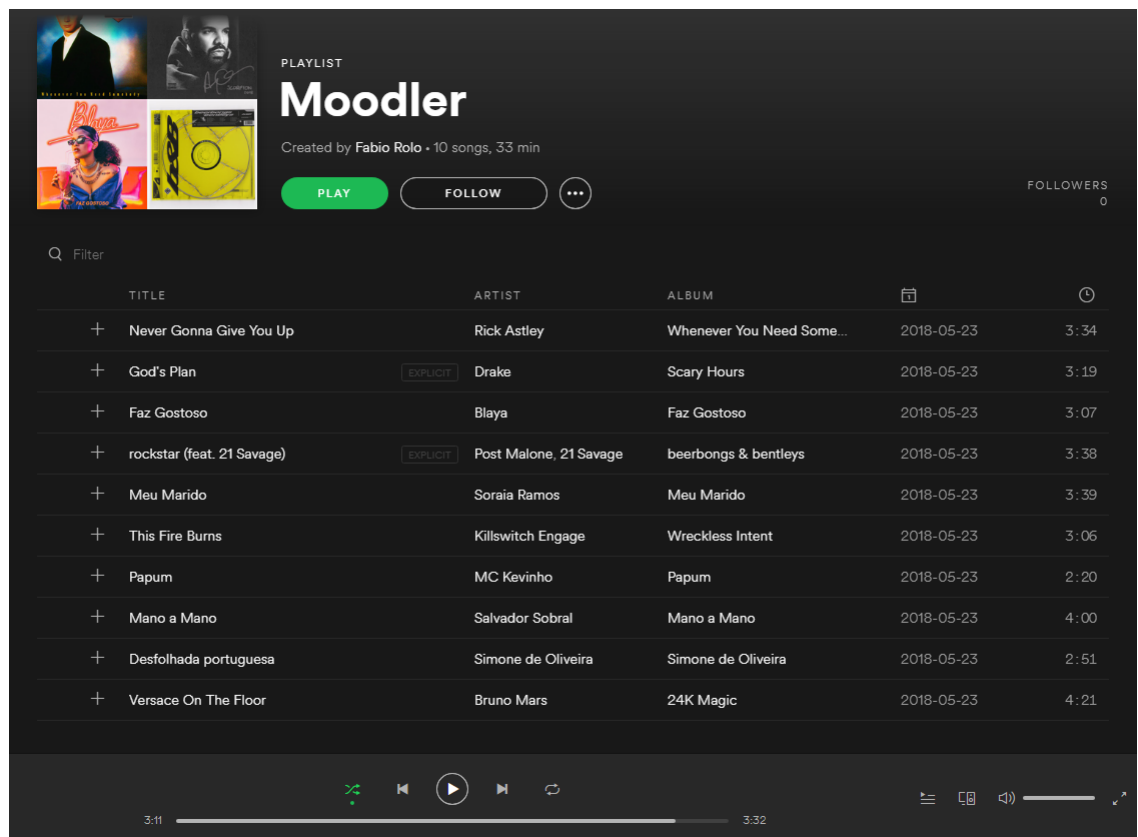 Whenever You Need Somebody
Blaya
FAZ GOSTOSO
PLAYLIST
Moodler
Created by Fabio Rolo • 10 songs, 33 min
PLAY FOLLOW
FOLLOWERS
0
Filter
TITLE ARTIST ALBUM
Never Gonna Give You Up Rick Astley Whenever You Need Some... 2018-05-23 3:34
God's Plan EXPLICIT Drake Scary Hours 2018-05-23 3:19
Faz Gostoso Blaya Faz Gostoso 2018-05-23 3:07
rockstar (feat. 21 Savage) EXPLICIT Post Malone, 21 Savage beerbongs & bentleys 2018-05-23 3:38
Meu Marido Soraia Ramos Meu Marido 2018-05-23 3:39
This Fire Burns Killswitch Engage Wreckless Intent 2018-05-23 3:06
Papum MC Kevinho Papum 2018-05-23 2:20
Mano a Mano Salvador Sobral Mano a Mano 2018-05-23 4:00
Desfolhada portuguesa Simone de Oliveira Simone de Oliveira 2018-05-23 2:51
Versace On The Floor Bruno Mars 24K Magic 2018-05-23 4:21
3:11 3:32